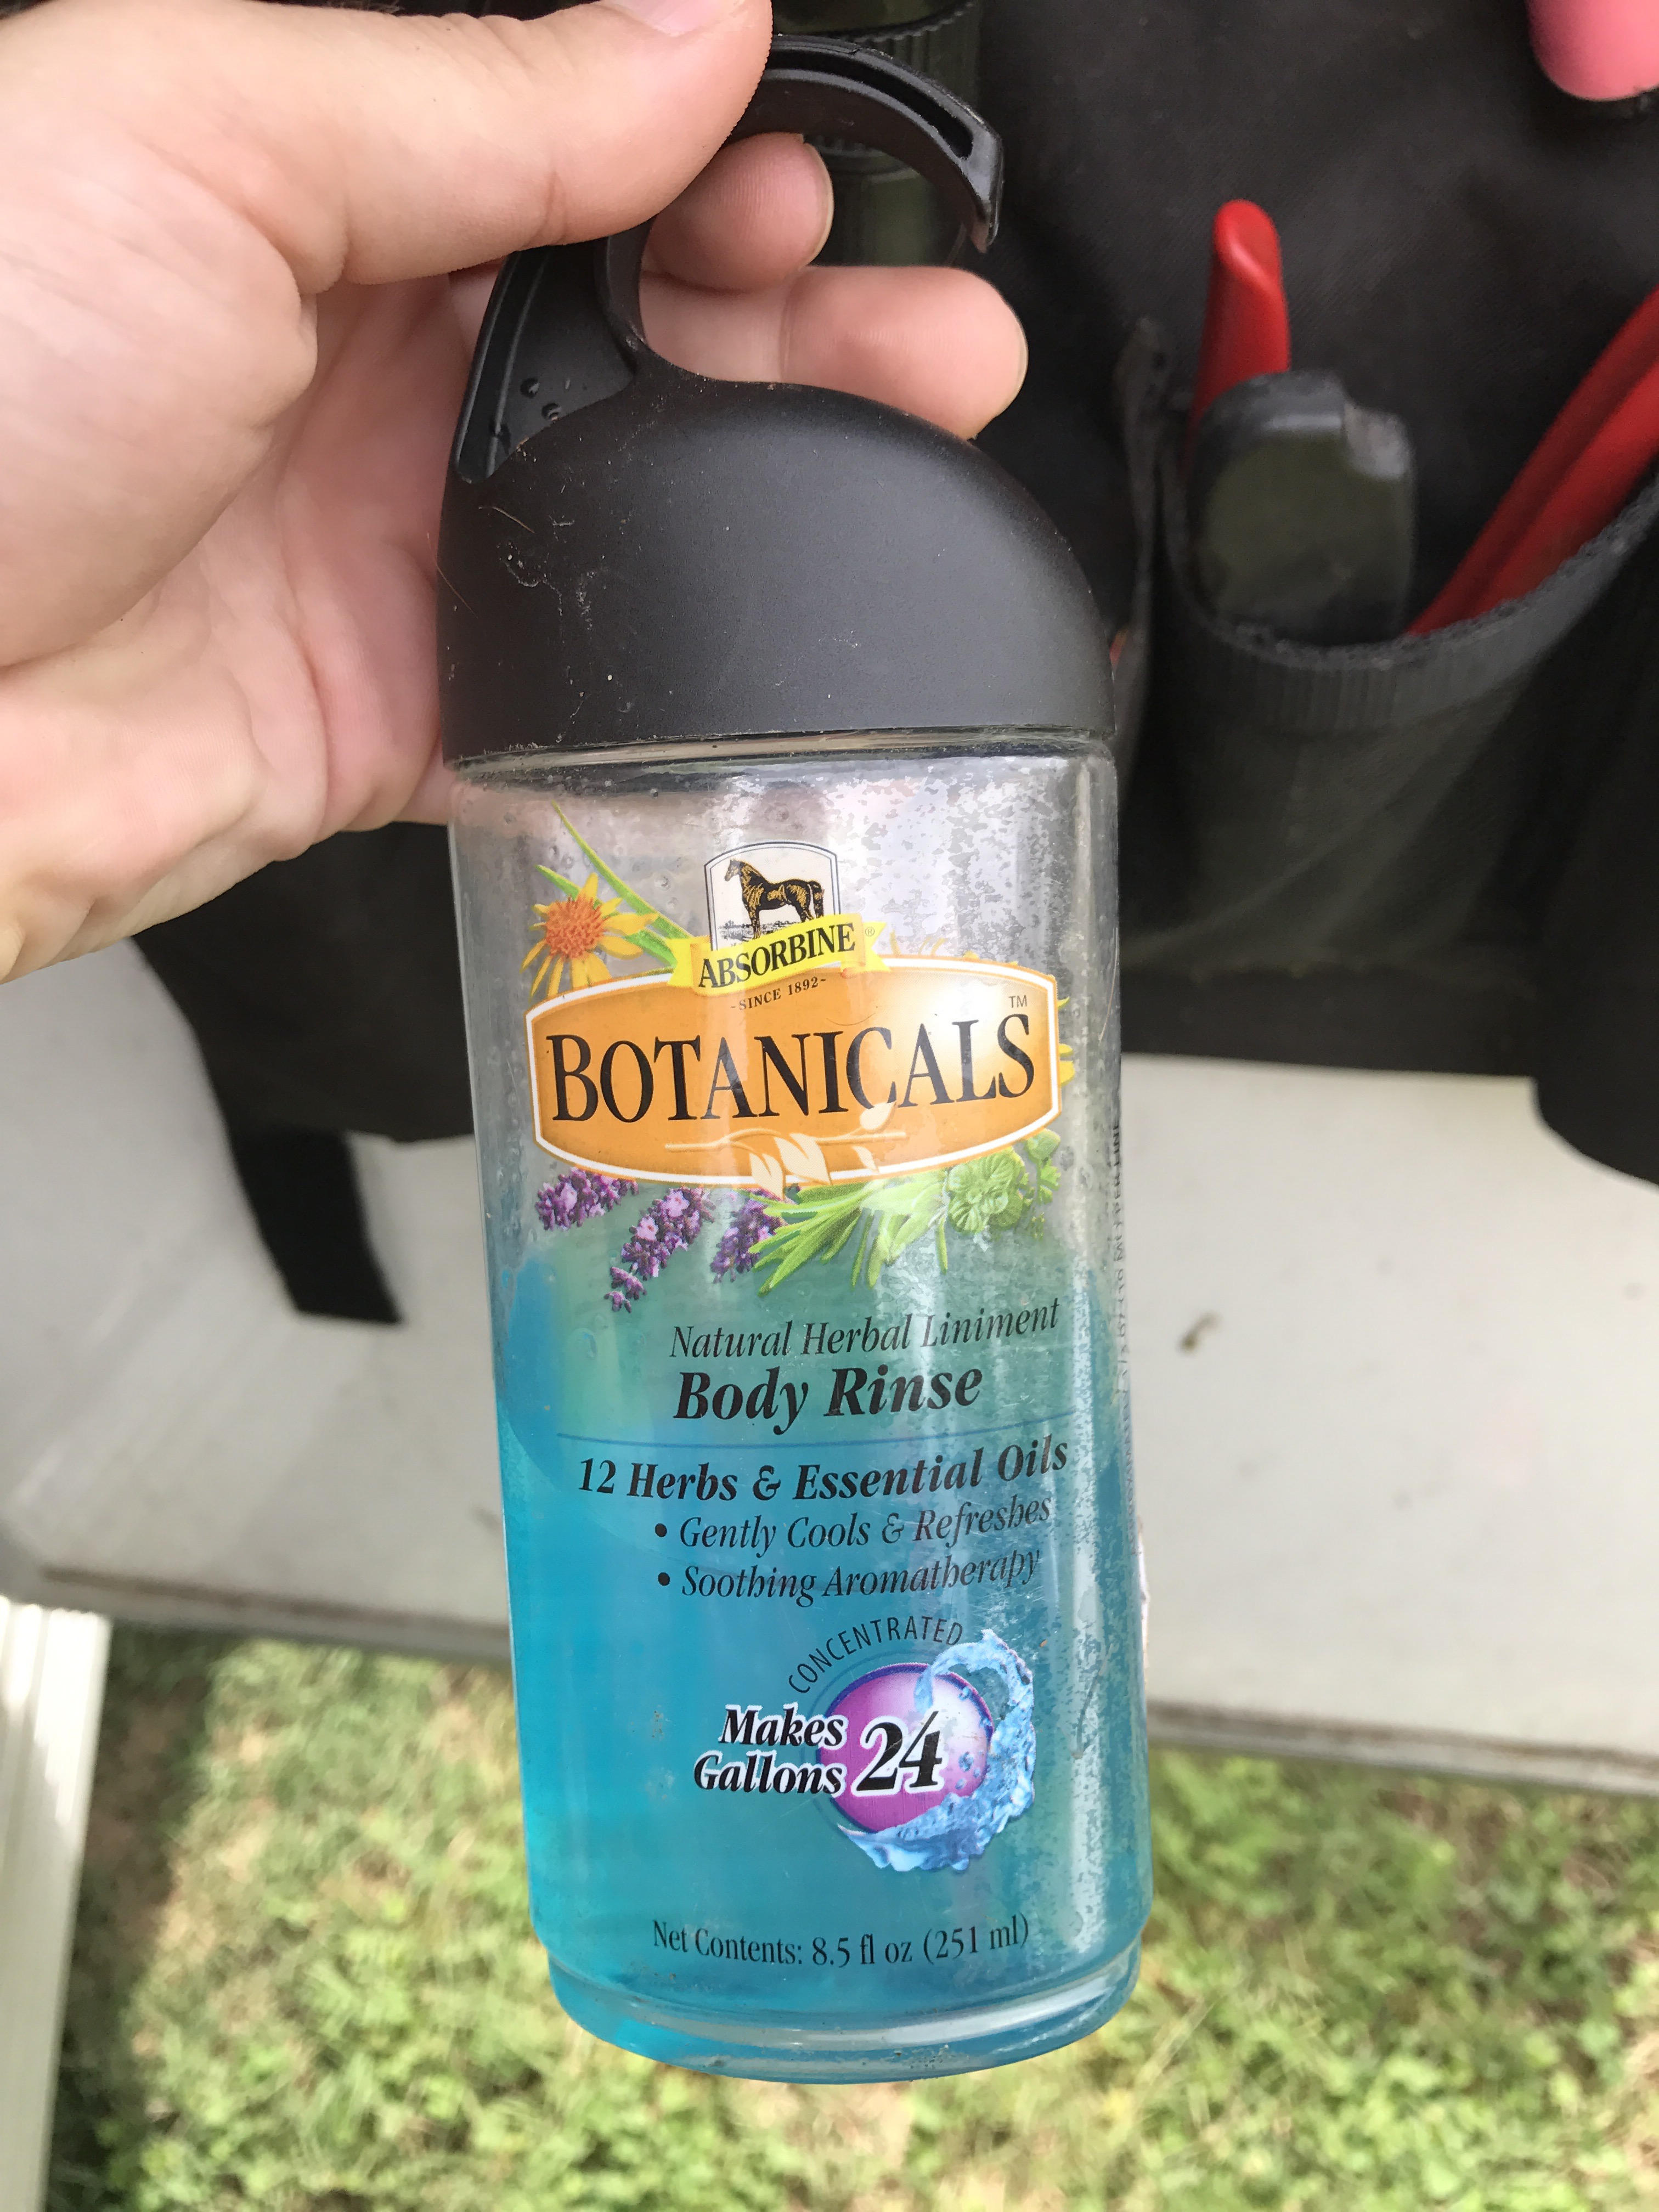 ABSORBINE®
~SINCE 1892~
BOTANICALS™
Natural Herbal Liniment
Body Rinse
12 Herbs & Essential Oils
• Gently Cools & Refreshes
• Soothing Aromatherapy
CONCENTRATED
Makes
Gallons 24
Net Contents: 8.5 fl oz (251 ml)